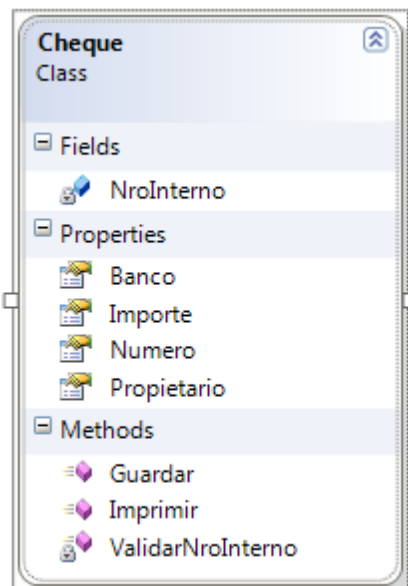 Cheque
Class
Fields
NroInterno
Properties
Banco
Importe
Numero
Propietario
Methods
Guardar
Imprimir
ValidarNroInterno